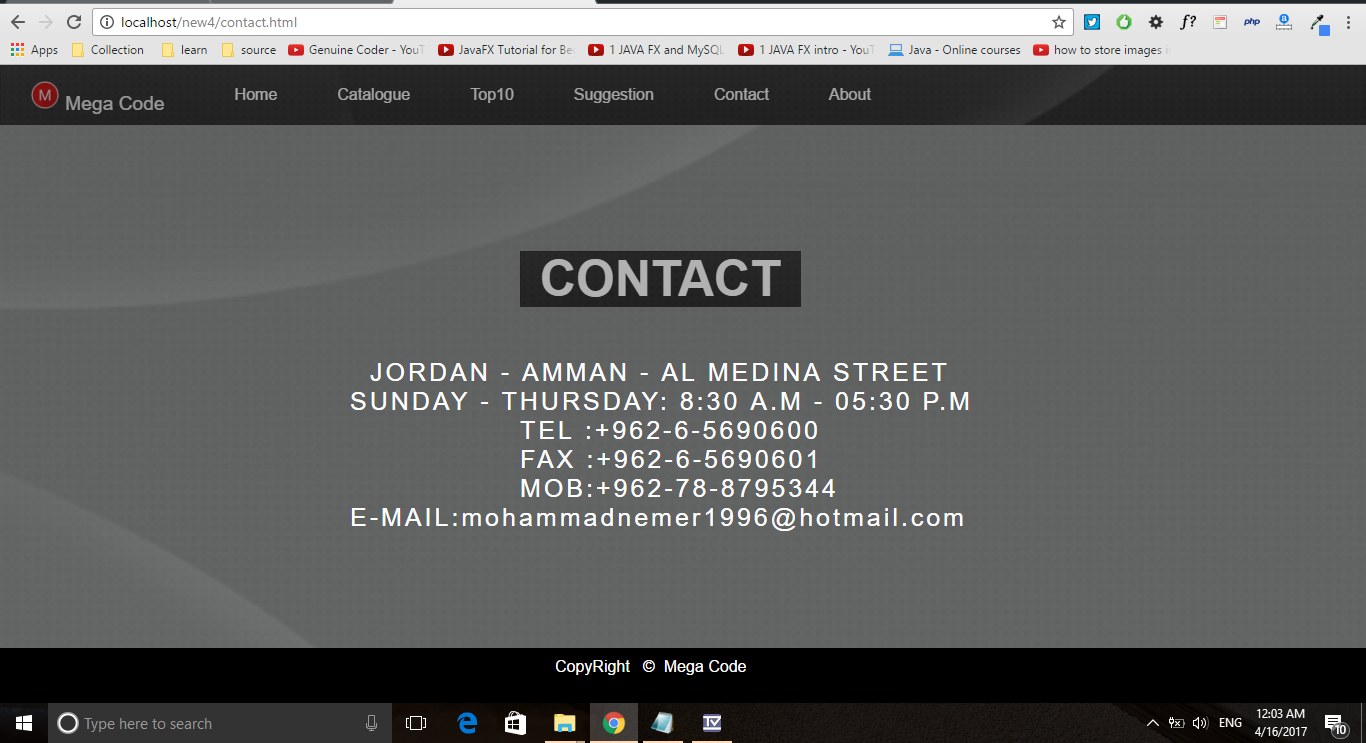 localhost/new4/contact.html
f?
php
Apps Collection learn source Genuine Coder - YouT JavaFX Tutorial for Be 1 JAVA FX and MySQL 1 JAVA FX intro - YouT Java - Online courses how to store images i
M Mega Code Home Catalogue Top10 Suggestion Contact About
CONTACT
JORDAN - AMMAN - AL MEDINA STREET
SUNDAY - THURSDAY: 8:30 A.M - 05:30 P.M
TEL :+962-6-5690600
FAX :+962-6-5690601
MOB:+962-78-8795344
E-MAIL:mohammadnemer1996@hotmail.com
CopyRight © Mega Code
Type here to search
ENG
12:03 AM
4/16/2017
10